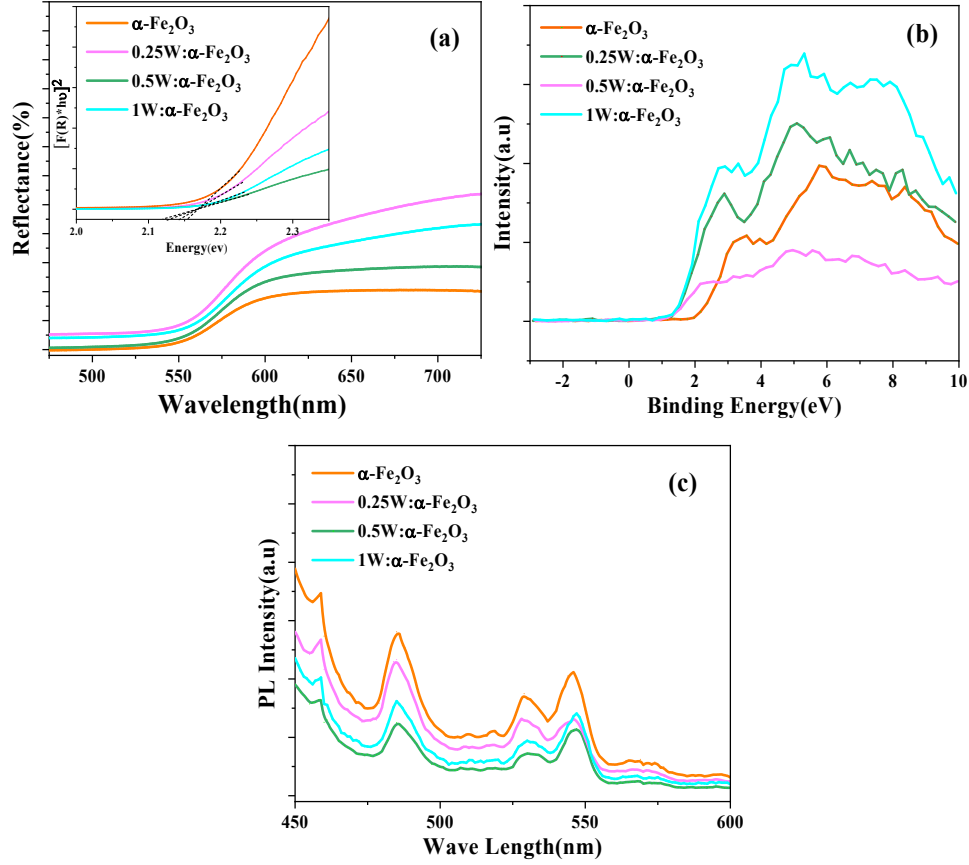 (a)
α-Fe₂O₃
0.25W:α-Fe₂O₃
0.5W:α-Fe₂O₃
1W:α-Fe₂O₃
[F(R)*hυ]²
2.0 2.1 2.2 2.3
Energy(ev)
Reflectance(%)
500 550 600 650 700
Wavelength(nm)
(b)
α-Fe₂O₃
0.25W:α-Fe₂O₃
0.5W:α-Fe₂O₃
1W:α-Fe₂O₃
Intensity(a.u)
-2 0 2 4 6 8 10
Binding Energy(eV)
(c)
α-Fe₂O₃
0.25W:α-Fe₂O₃
0.5W:α-Fe₂O₃
1W:α-Fe₂O₃
PL Intensity(a.u)
450 500 550 600
Wave Length(nm)